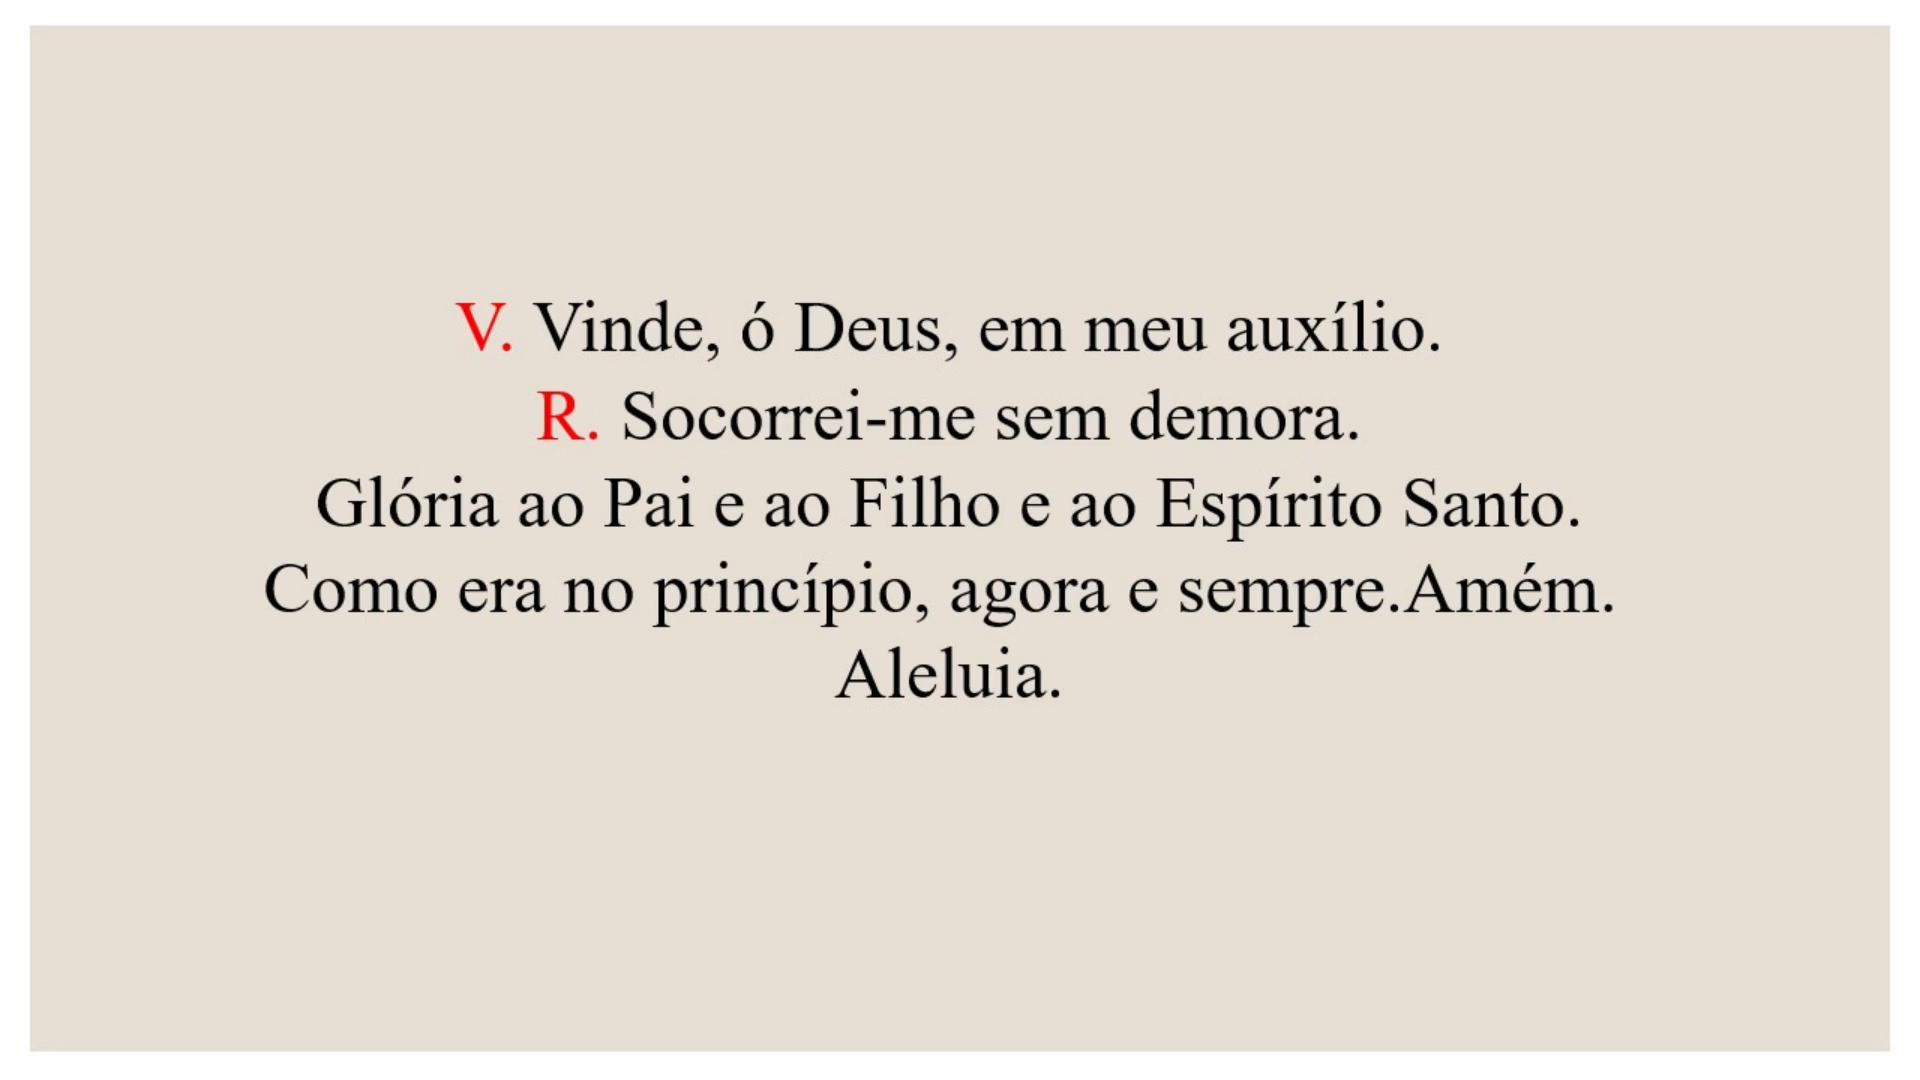 V. Vinde, ó Deus, em meu auxílio.
R. Socorrei-me sem demora.
Glória ao Pai e ao Filho e ao Espírito Santo.
Como era no princípio, agora e sempre.Amém.
Aleluia.